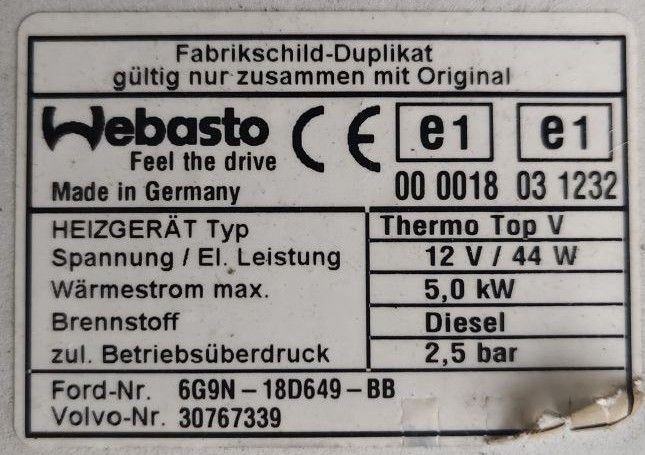 Fabrikschild-Duplikat
gültig nur zusammen mit Original
Webasto
Feel the drive
Made in Germany
CE
e1 e1
00 0018 03 1232
HEIZGERÄT Typ Thermo Top V
Spannung / El. Leistung 12 V / 44 W
Wärmestrom max. 5,0 kW
Brennstoff Diesel
zul. Betriebsüberdruck 2,5 bar
Ford-Nr. 6G9N-18D649-BB
Volvo-Nr. 30767339